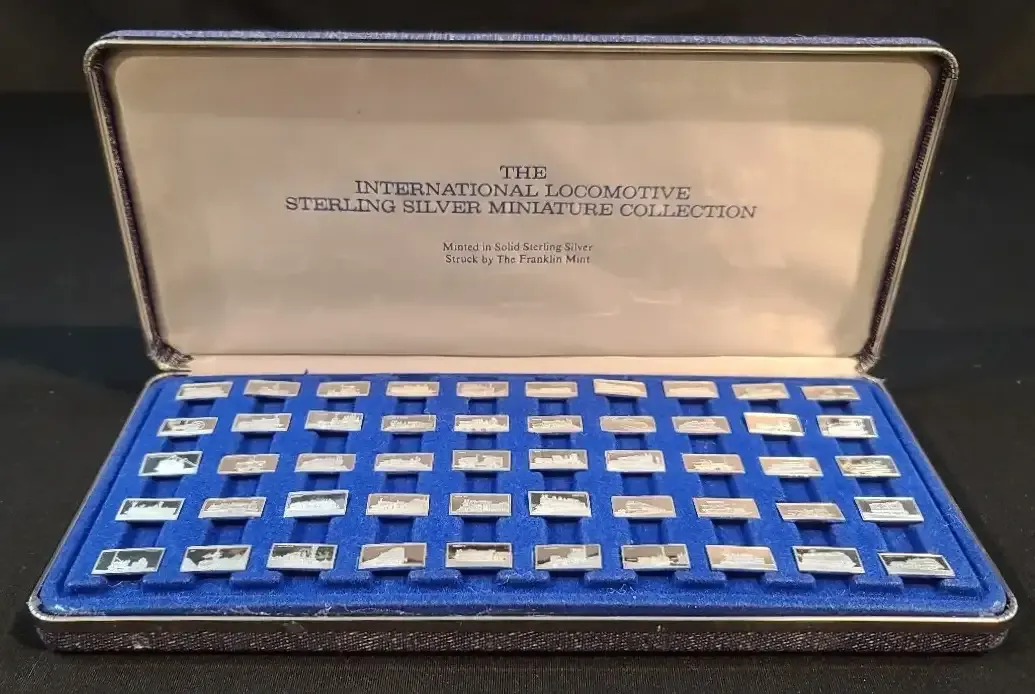 THE
INTERNATIONAL LOCOMOTIVE
STERLING SILVER MINIATURE COLLECTION
Minted in Solid Sterling Silver
Struck by The Franklin Mint